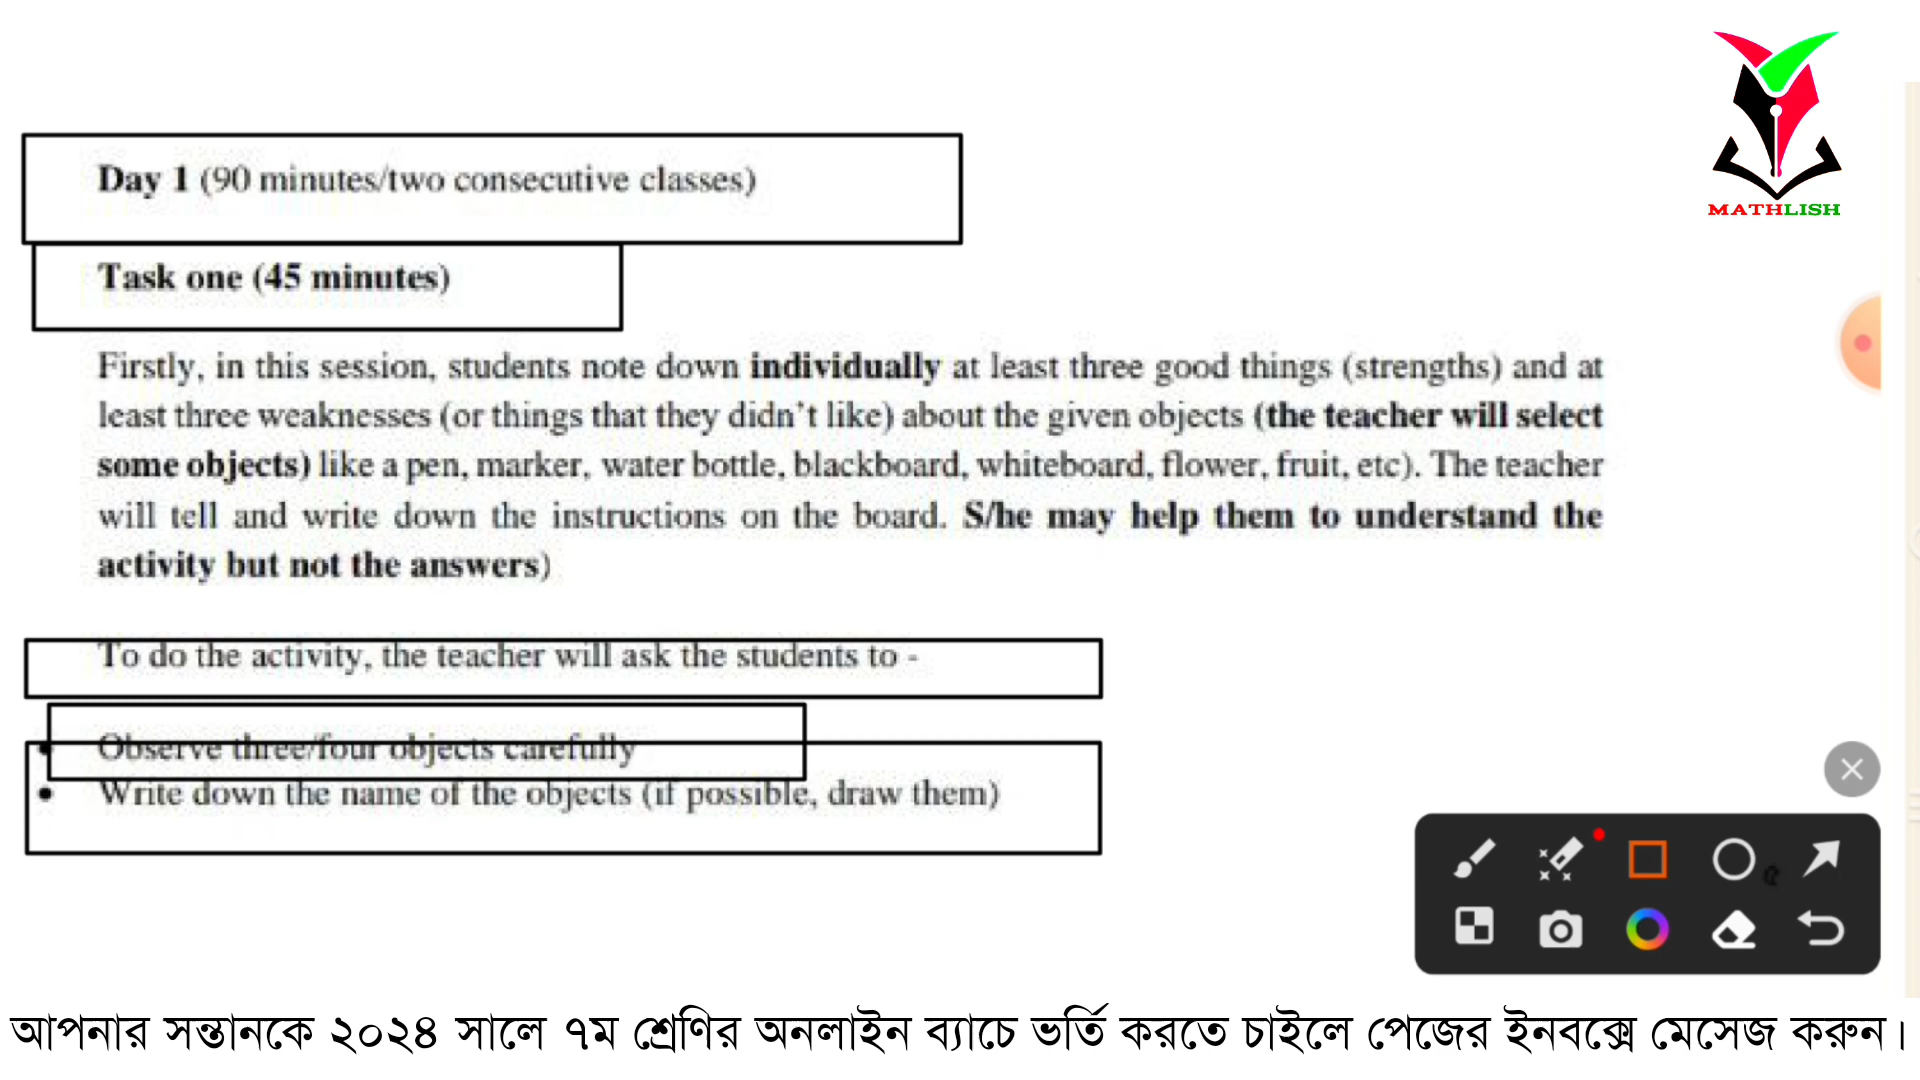 MATHLISH
Day 1 (90 minutes/two consecutive classes)
Task one (45 minutes)
Firstly, in this session, students note down individually at least three good things (strengths) and at
least three weaknesses (or things that they didn't like) about the given objects (the teacher will select
some objects) like a pen, marker, water bottle, blackboard, whiteboard, flower, fruit, etc). The teacher
will tell and write down the instructions on the board. S/he may help them to understand the
activity but not the answers)
To do the activity, the teacher will ask the students to -
• Observe three/four objects carefully
• Write down the name of the objects (if possible, draw them)
আপনার সন্তানকে ২০২৪ সালে ৭ম শ্রেণির অনলাইন ব্যাচে ভর্তি করতে চাইলে পেজের ইনবক্সে মেসেজ করুন।